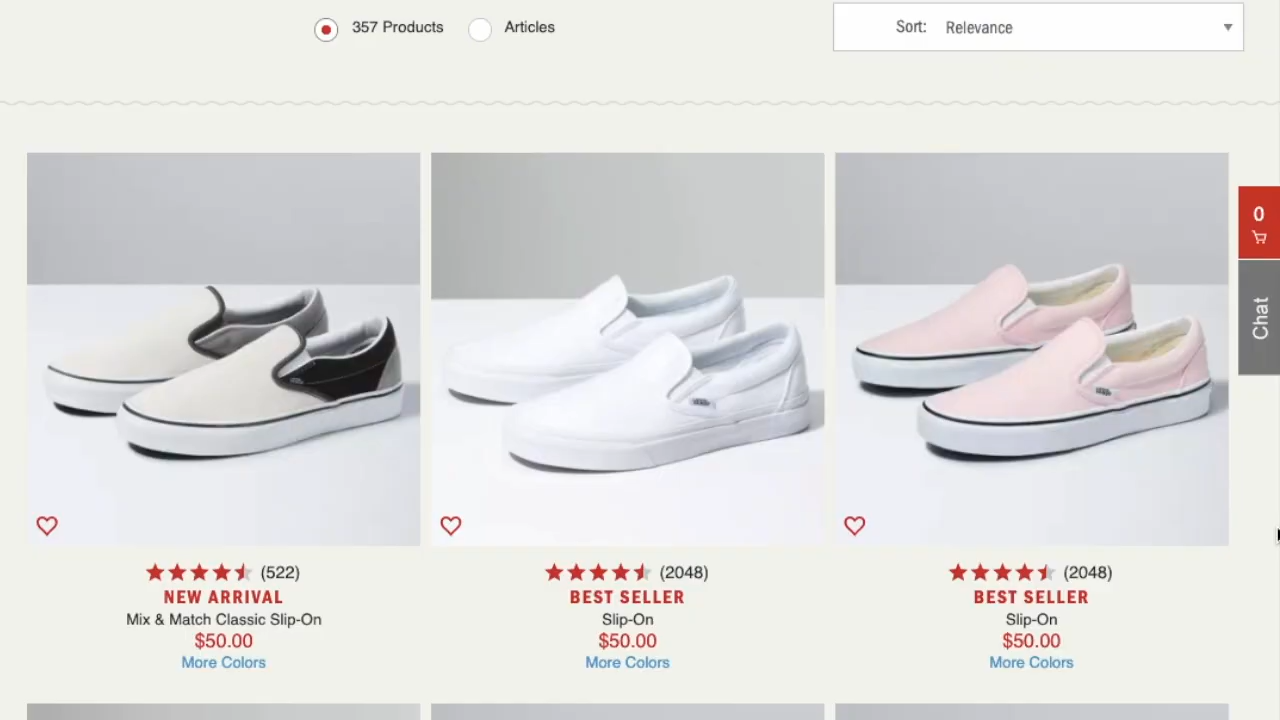 357 Products
Articles
Sort: Relevance
0
Chat
(522)
NEW ARRIVAL
Mix & Match Classic Slip-On
$50.00
More Colors
(2048)
BEST SELLER
Slip-On
$50.00
More Colors
(2048)
BEST SELLER
Slip-On
$50.00
More Colors